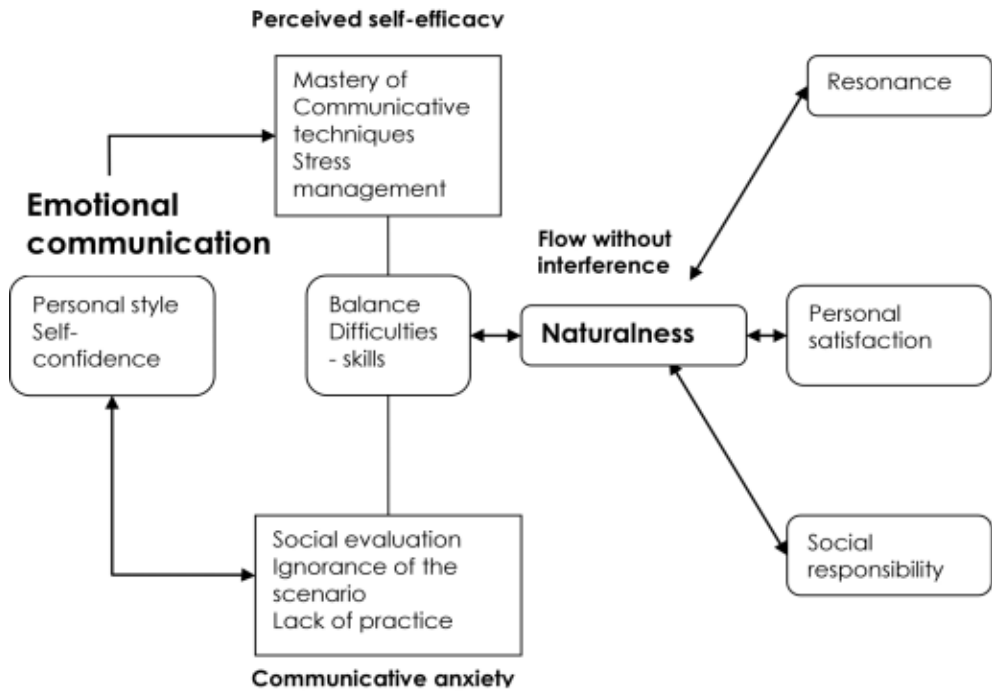 Perceived self-efficacy
Mastery of
Communicative
techniques
Stress
management
Emotional
communication
Personal style
Self-
confidence
Balance
Difficulties
- skills
Social evaluation
Ignorance of the
scenario
Lack of practice
Communicative anxiety
Flow without
interference
Naturalness
Resonance
Personal
satisfaction
Social
responsibility